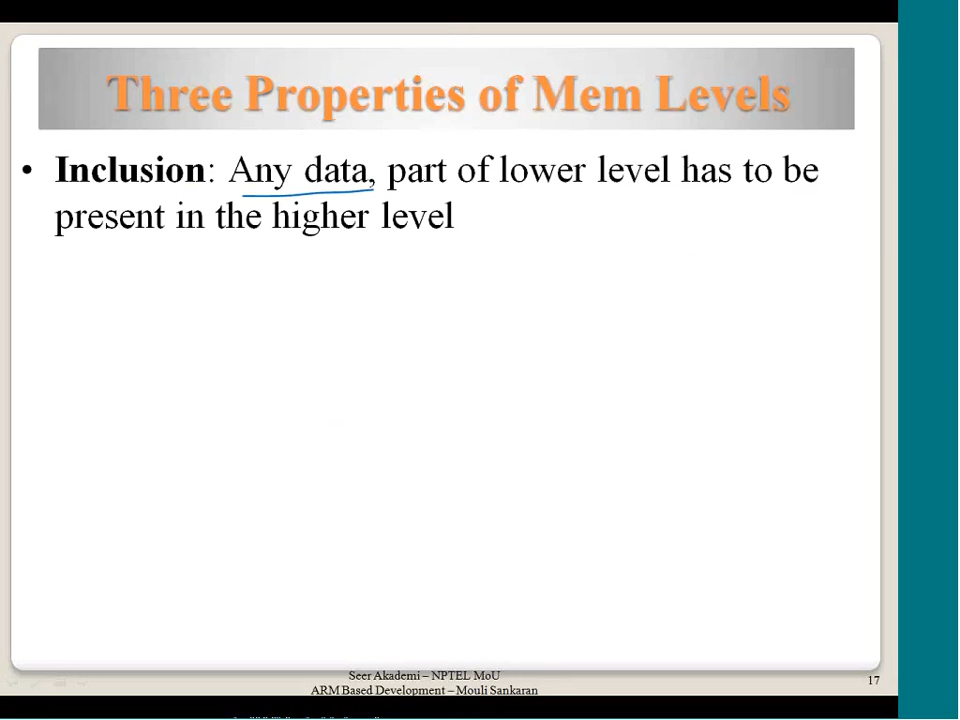 Three Properties of Mem Levels
• Inclusion: Any data, part of lower level has to be
present in the higher level
Seer Akademi – NPTEL MoU
ARM Based Development – Mouli Sankaran
17